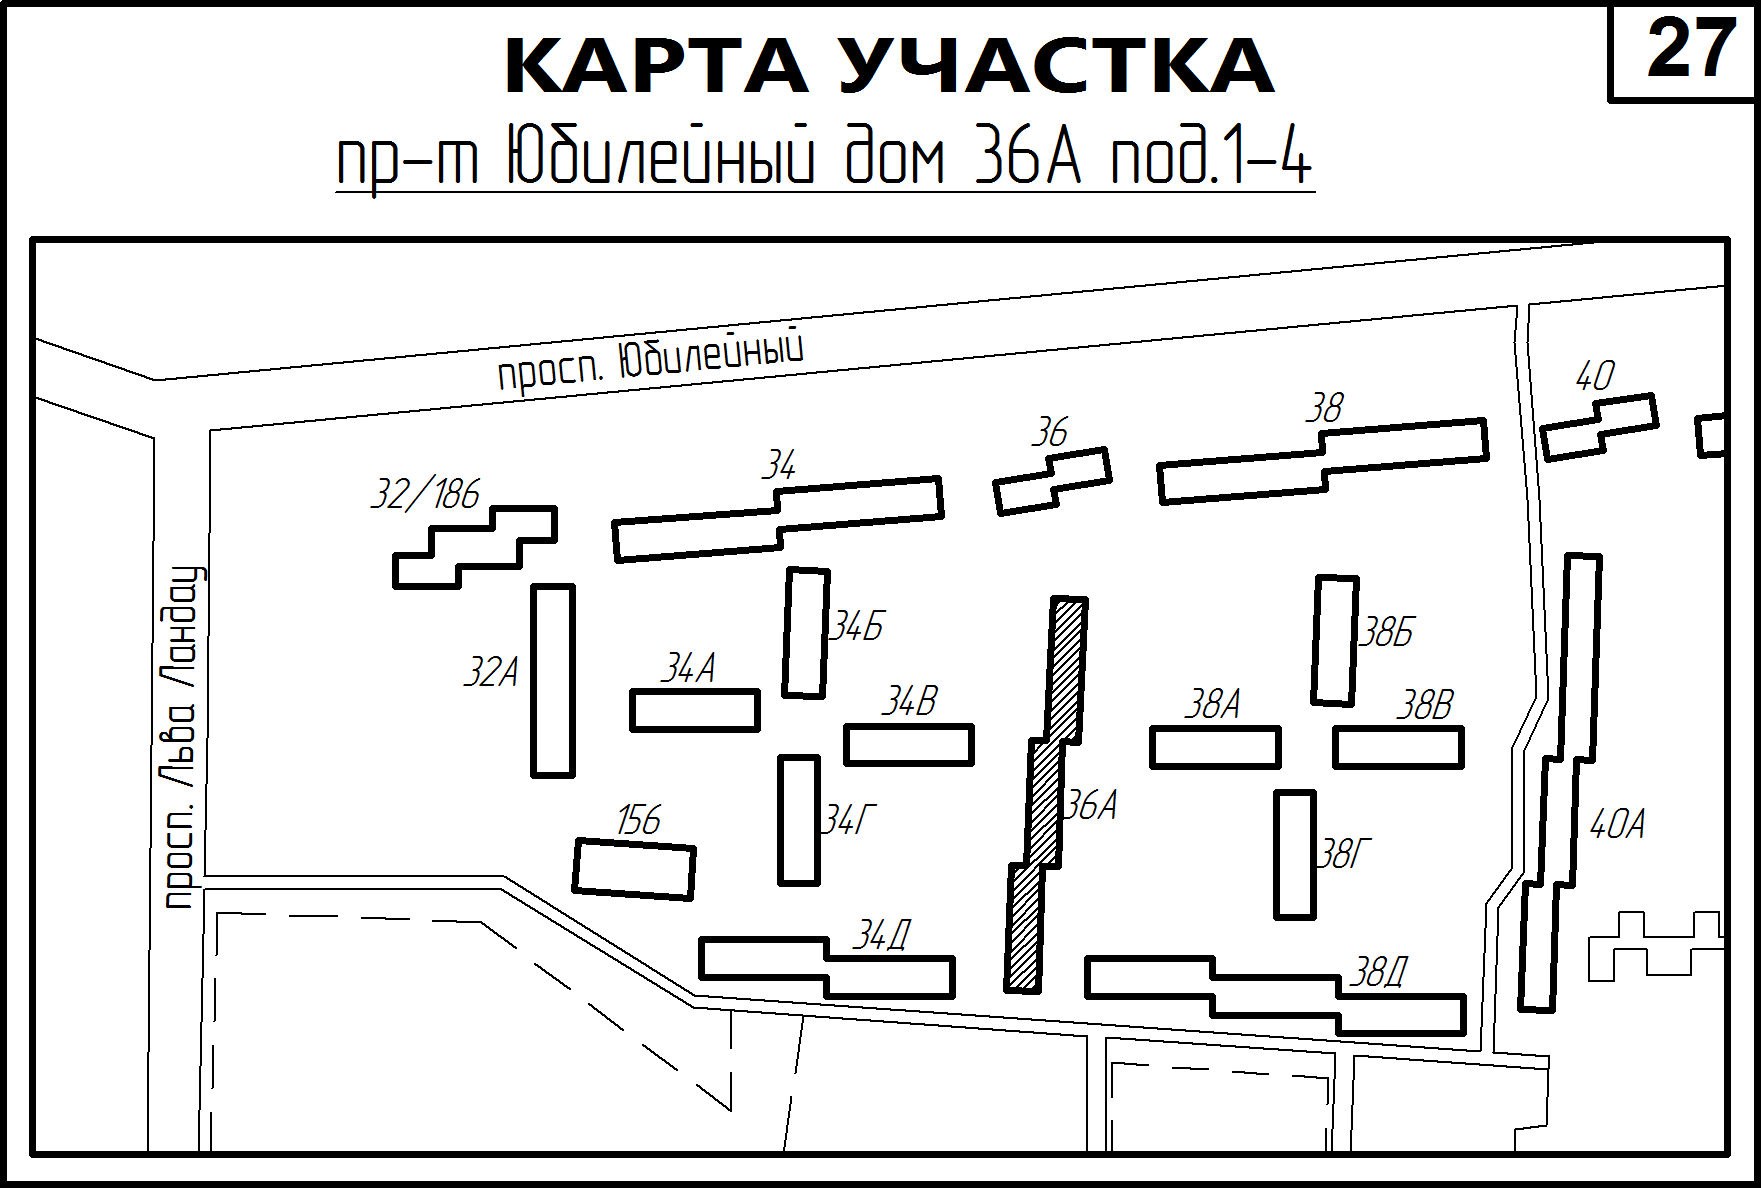 27
КАРТА УЧАСТКА
пр-т Юбилейный дом 36А под.1-4
просп. Юбилейный
40
38
36
34
32/186
просп. Льва Ландау
32А
34А
34Б
34В
38А
38Б
38В
156
34Г
36А
38Г
40А
34Д
38Д